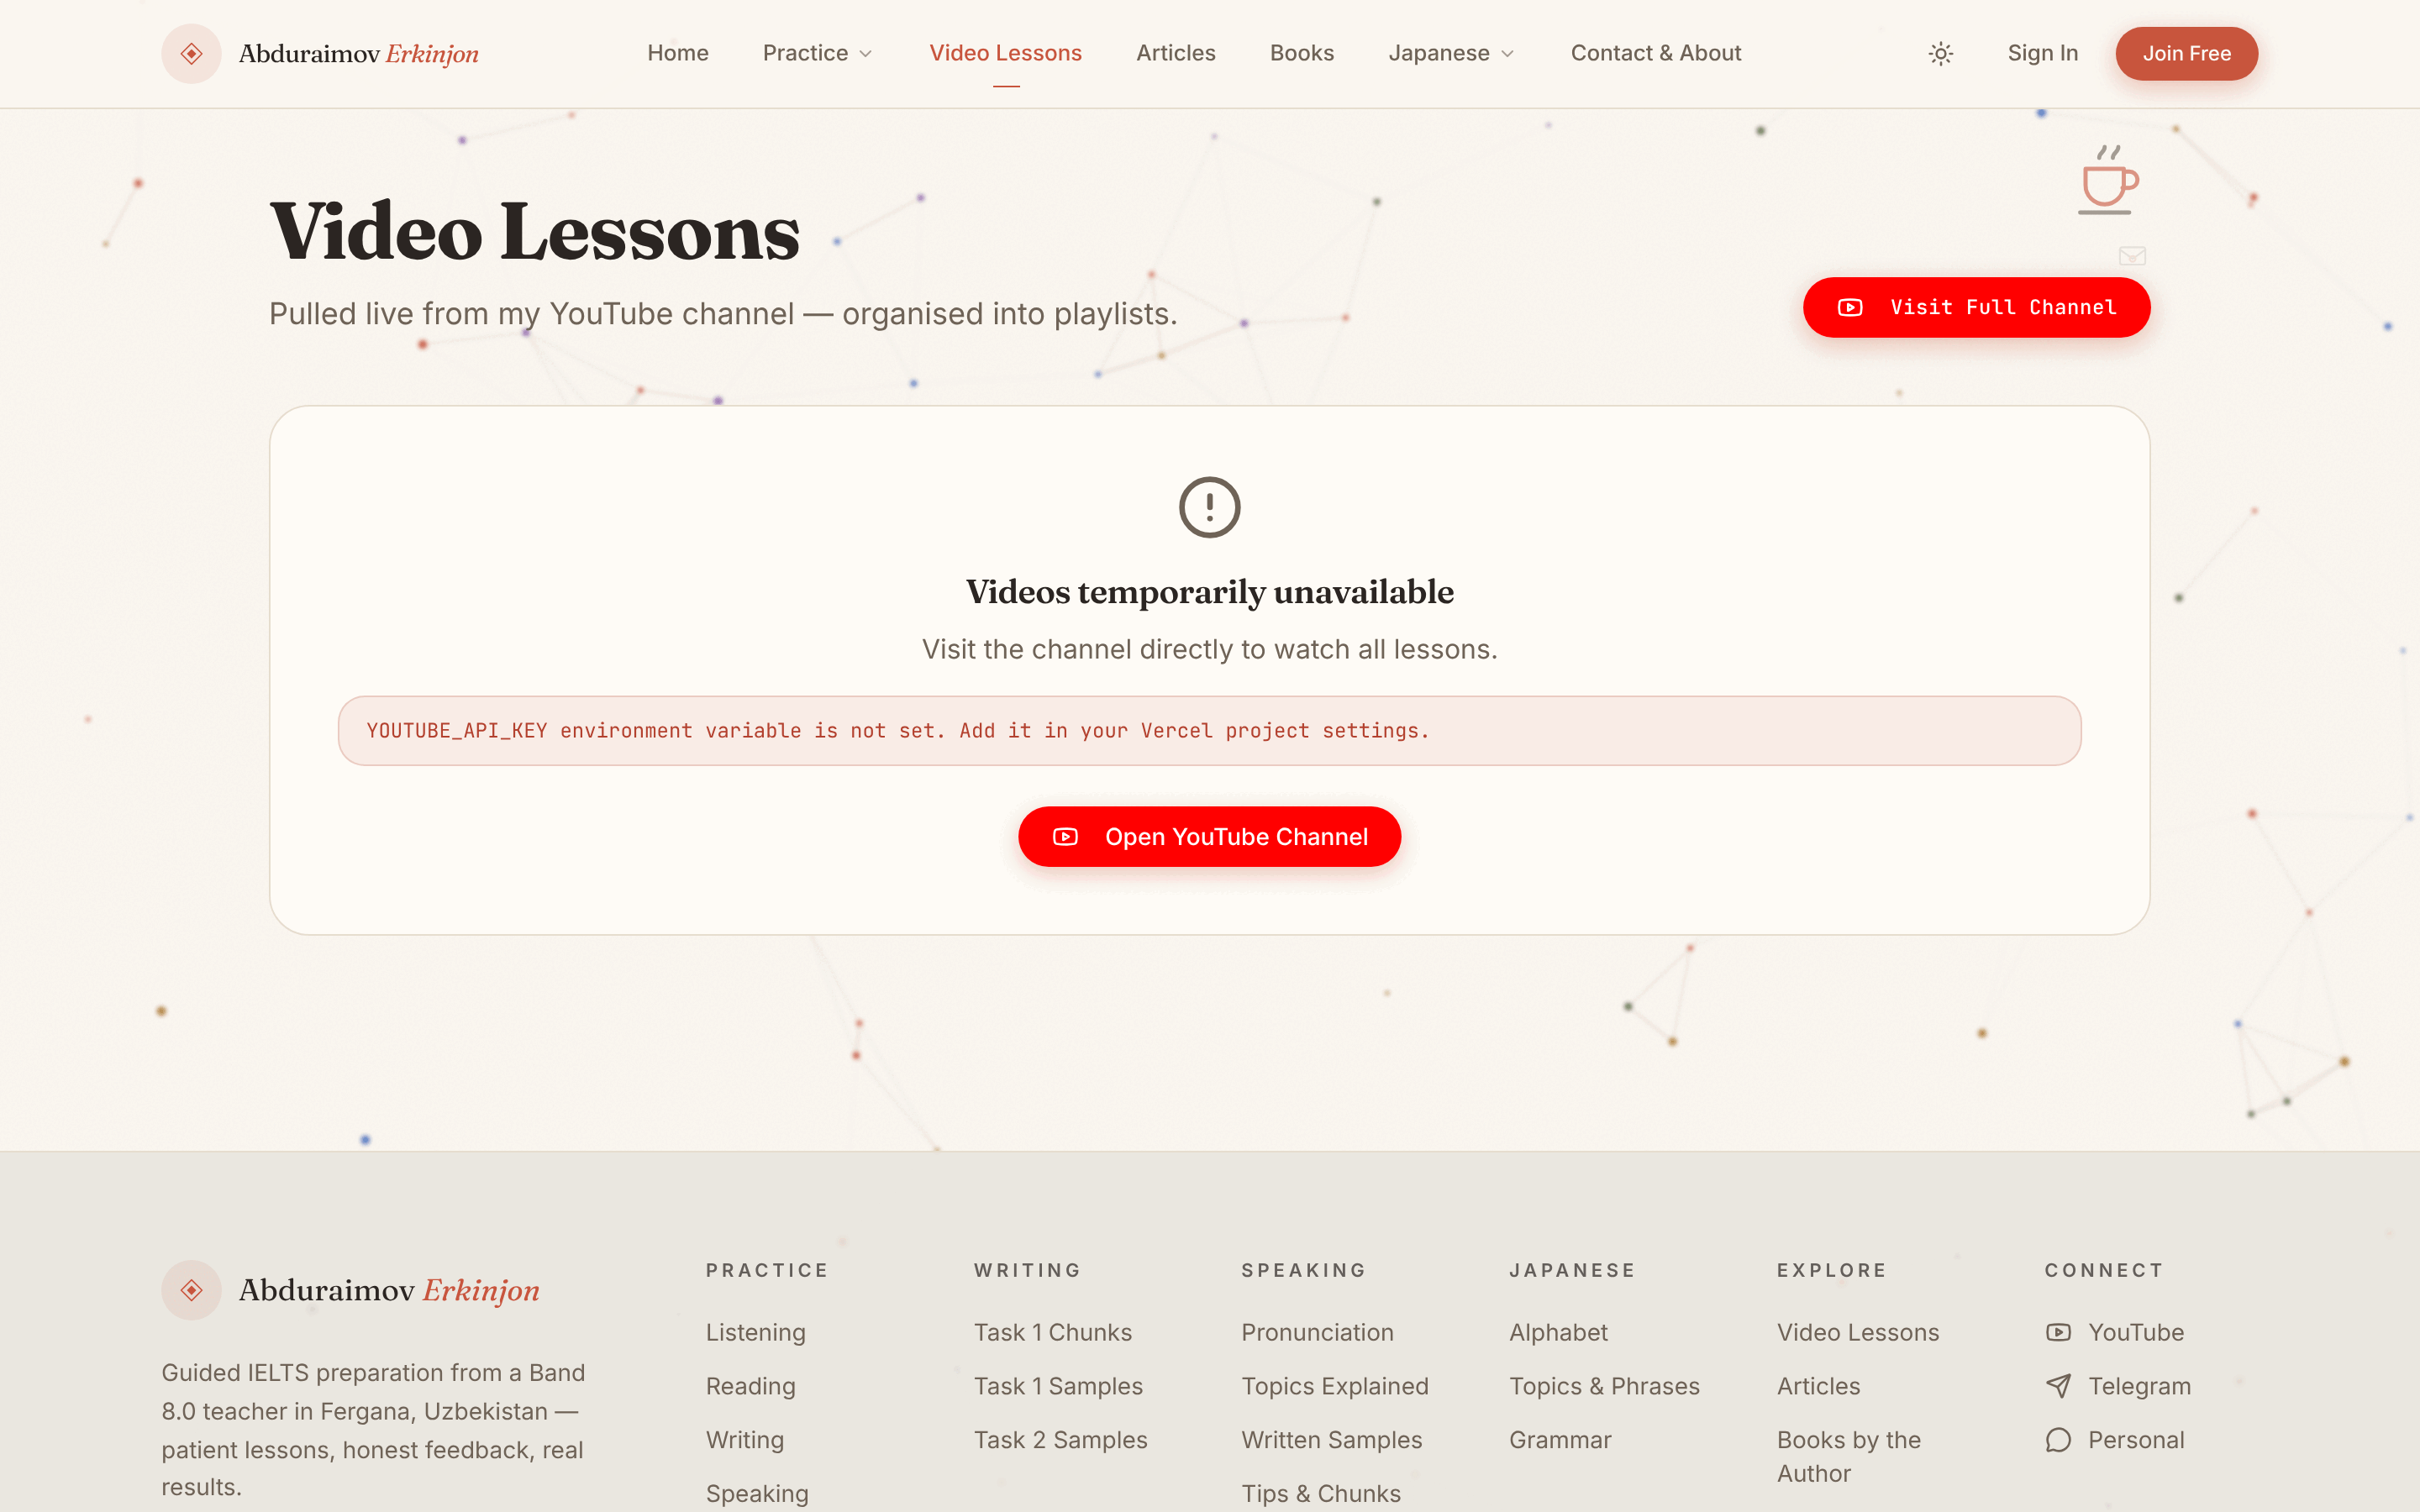 Abduraimov Erkinjon
Home
Practice
Video Lessons
Articles
Books
Japanese
Contact & About
Sign In
Join Free
Video Lessons
Pulled live from my YouTube channel — organised into playlists.
Visit Full Channel
Videos temporarily unavailable
Visit the channel directly to watch all lessons.
YOUTUBE_API_KEY environment variable is not set. Add it in your Vercel project settings.
Open YouTube Channel
Abduraimov Erkinjon
Guided IELTS preparation from a Band
8.0 teacher in Fergana, Uzbekistan —
patient lessons, honest feedback, real
results.
PRACTICE
Listening
Reading
Writing
Speaking
WRITING
Task 1 Chunks
Task 1 Samples
Task 2 Samples
SPEAKING
Pronunciation
Topics Explained
Written Samples
Tips & Chunks
JAPANESE
Alphabet
Topics & Phrases
Grammar
EXPLORE
Video Lessons
Articles
Books by the
Author
CONNECT
YouTube
Telegram
Personal